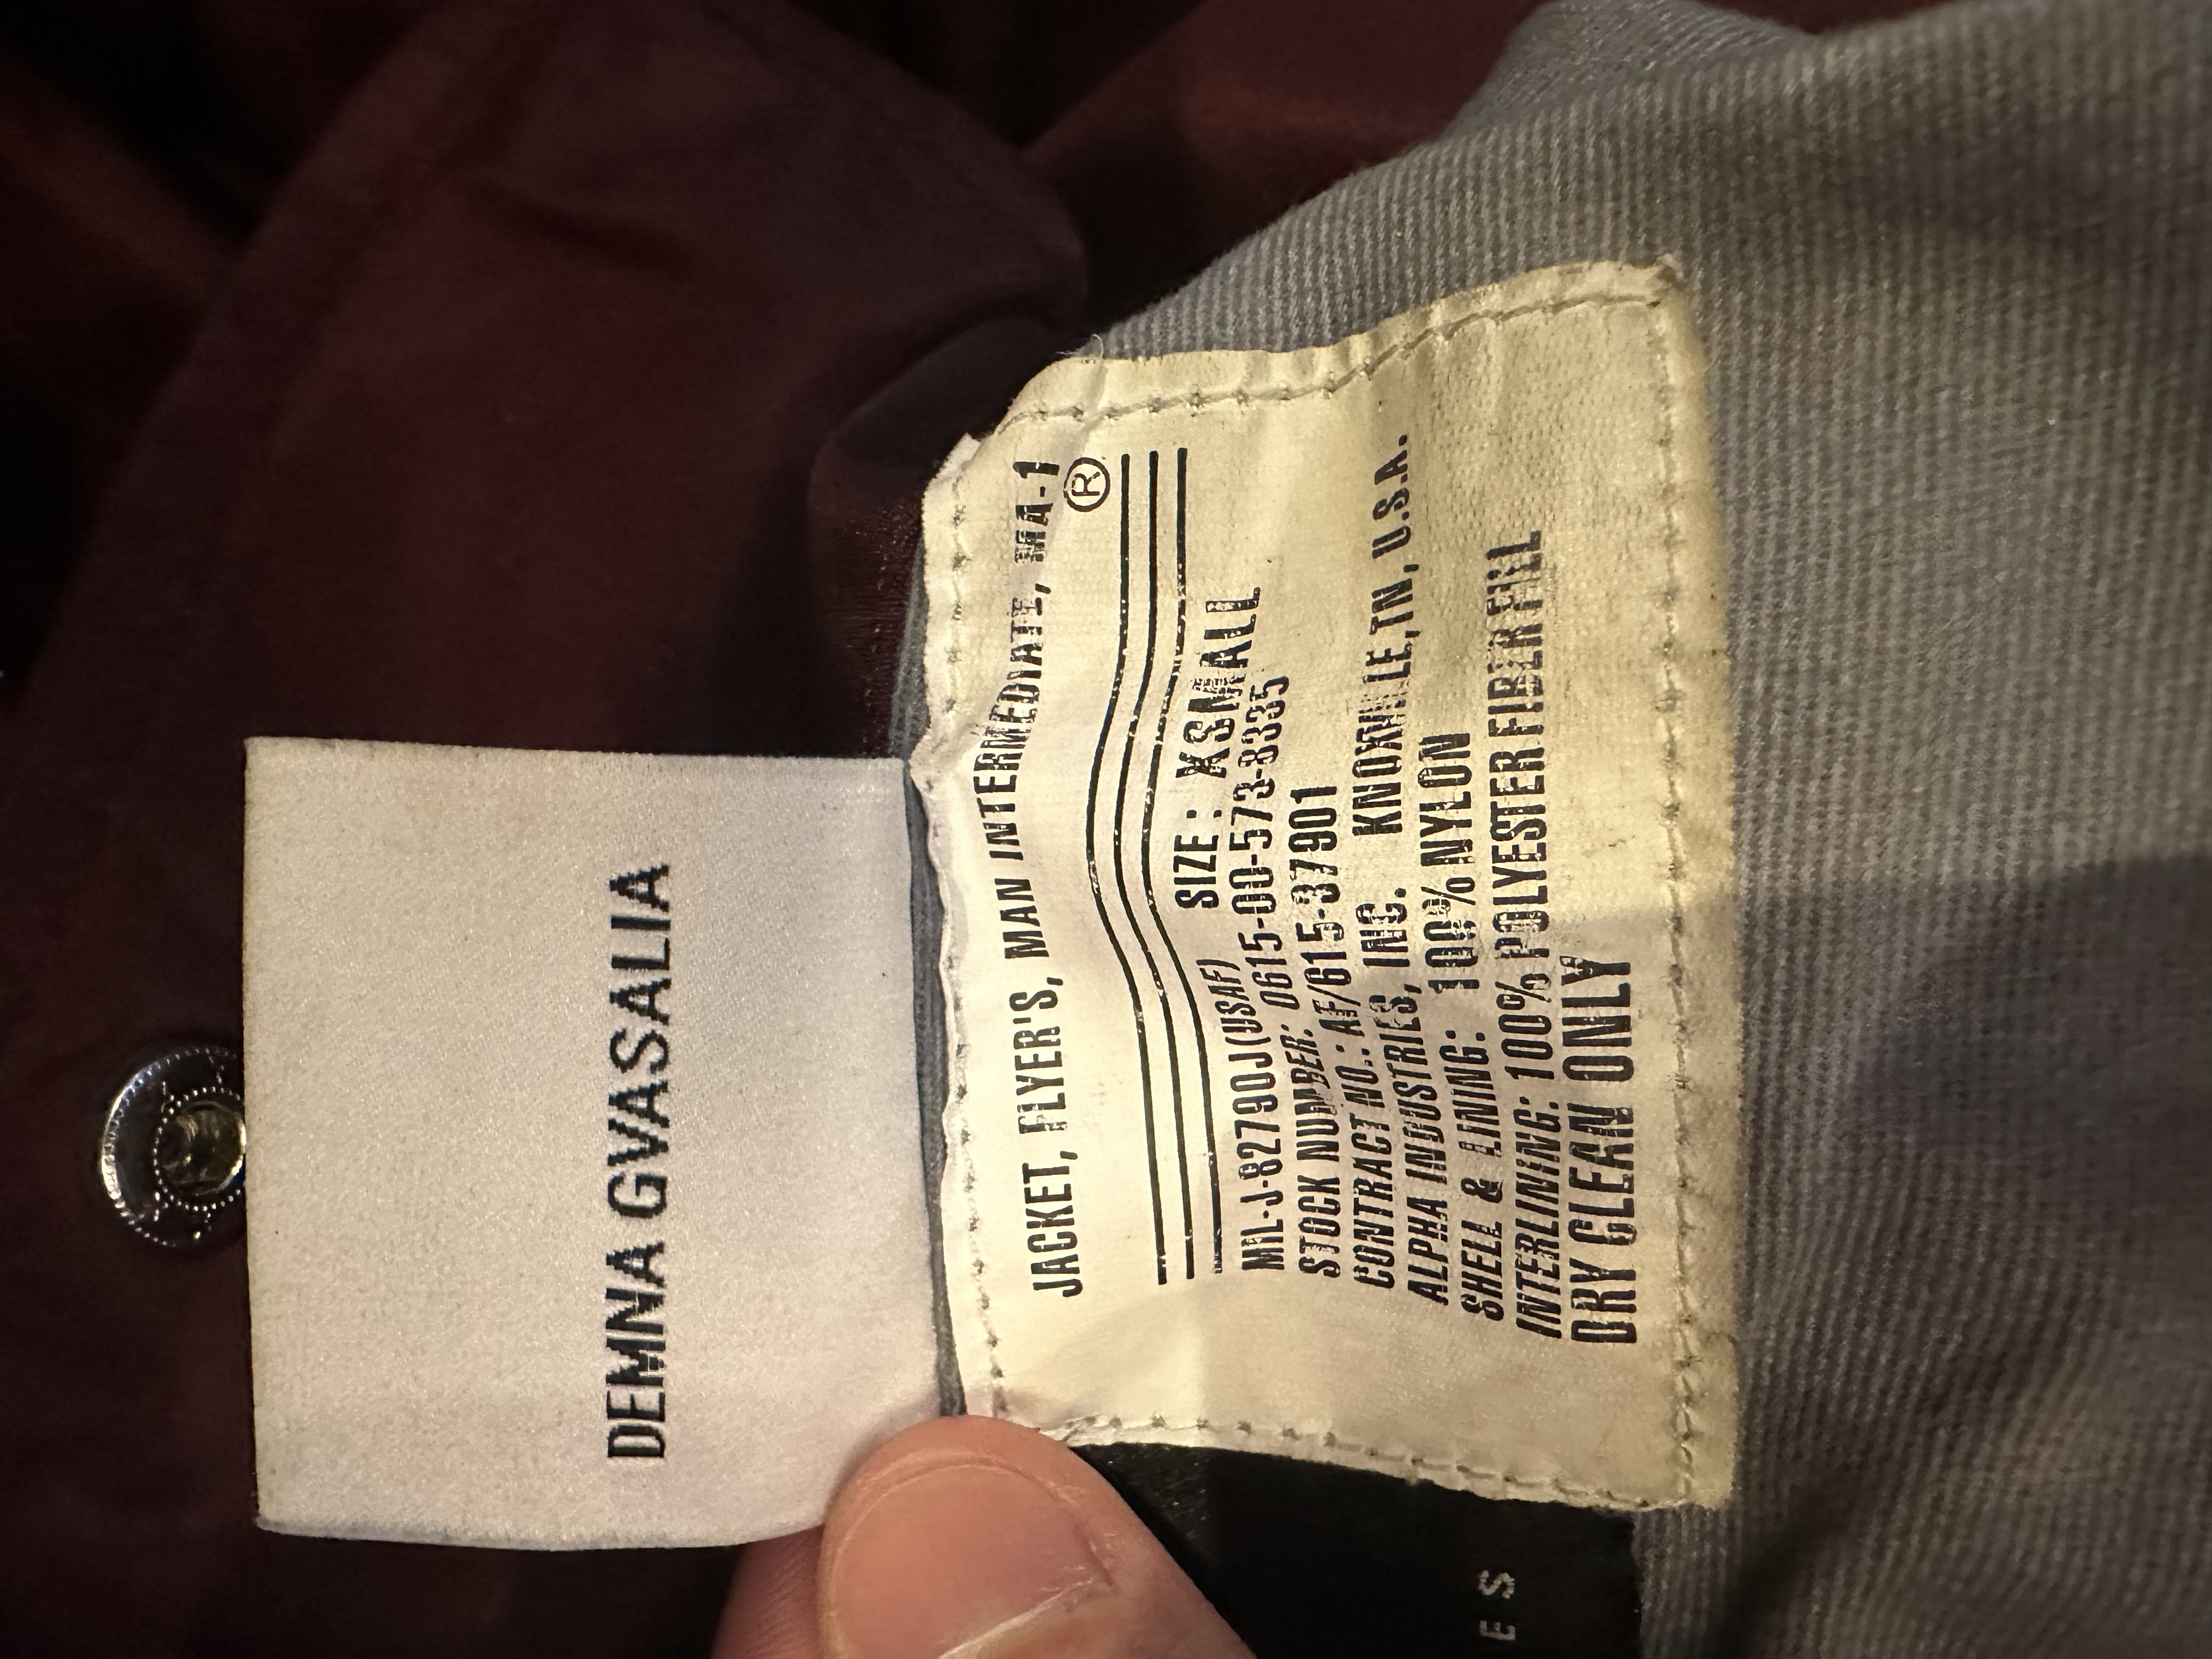 DEMNA GVASALIA
JACKET, FLYER'S, MAN INTERMEDIATE, MA-1
®
SIZE: XSMALL
MIL-J-82790J(USAF)
STOCK NUMBER: 0615-00-573-8335
CONTRACT NO.: AF/615-37901
ALPHA INDUSTRIES, INC. KNOXVILLE, TN, U.S.A.
SHELL & LINING: 100% NYLON
INTERLINING: 100% POLYESTER FIBERFILL
DRY CLEAN ONLY
E S